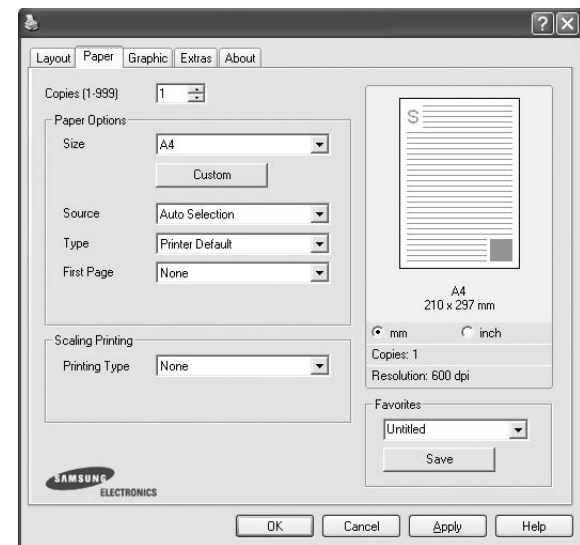 Layout Paper Graphic Extras About
Copies (1-999) 1
Paper Options
Size A4
Custom
Source Auto Selection
Type Printer Default
First Page None
Scaling Printing
Printing Type None
S
A4
210 x 297 mm
mm inch
Copies: 1
Resolution: 600 dpi
Favorites
Untitled
Save
SAMSUNG
ELECTRONICS
OK Cancel Apply Help